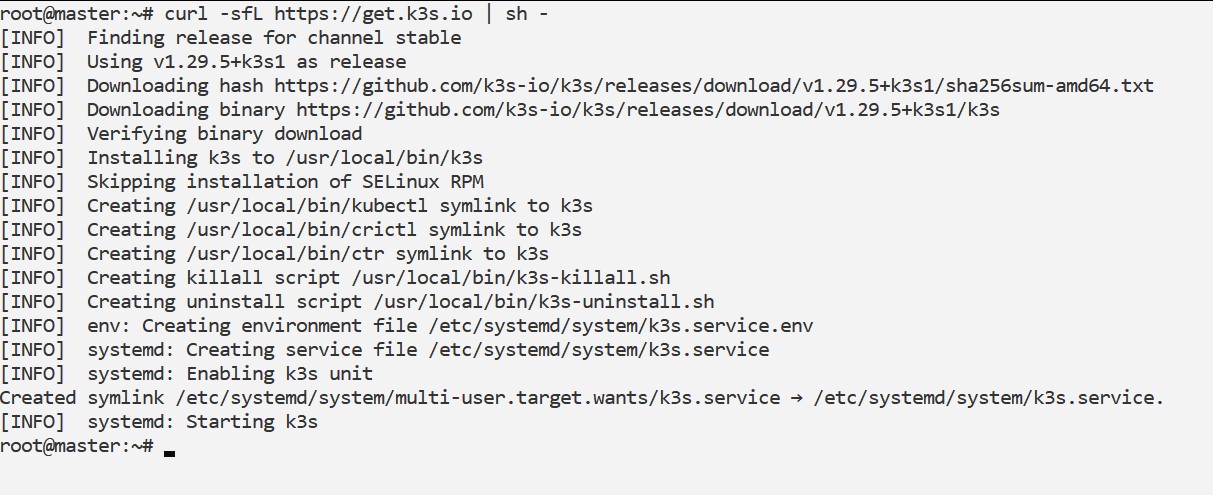 root@master:~# curl -sfL https://get.k3s.io | sh -
[INFO]  Finding release for channel stable
[INFO]  Using v1.29.5+k3s1 as release
[INFO]  Downloading hash https://github.com/k3s-io/k3s/releases/download/v1.29.5+k3s1/sha256sum-amd64.txt
[INFO]  Downloading binary https://github.com/k3s-io/k3s/releases/download/v1.29.5+k3s1/k3s
[INFO]  Verifying binary download
[INFO]  Installing k3s to /usr/local/bin/k3s
[INFO]  Skipping installation of SELinux RPM
[INFO]  Creating /usr/local/bin/kubectl symlink to k3s
[INFO]  Creating /usr/local/bin/crictl symlink to k3s
[INFO]  Creating /usr/local/bin/ctr symlink to k3s
[INFO]  Creating killall script /usr/local/bin/k3s-killall.sh
[INFO]  Creating uninstall script /usr/local/bin/k3s-uninstall.sh
[INFO]  env: Creating environment file /etc/systemd/system/k3s.service.env
[INFO]  systemd: Creating service file /etc/systemd/system/k3s.service
[INFO]  systemd: Enabling k3s unit
Created symlink /etc/systemd/system/multi-user.target.wants/k3s.service → /etc/systemd/system/k3s.service.
[INFO]  systemd: Starting k3s
root@master:~#